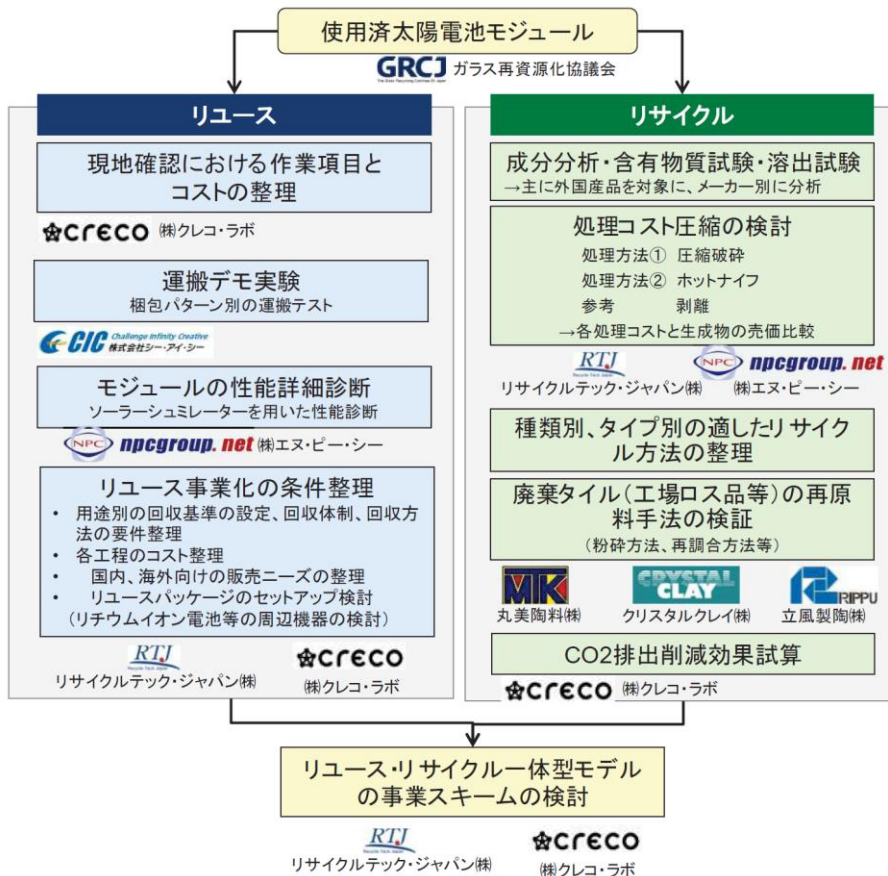 使用済太陽電池モジュール
GRCJ ガラス再資源化協議会
リユース
現地確認における作業項目と
コストの整理
creco ㈱クレコ・ラボ
運搬デモ実験
梱包パターン別の運搬テスト
CIC Challenge Infinity Creative
株式会社シー・アイ・シー
モジュールの性能詳細診断
ソーラーシュミレーターを用いた性能診断
NPC npcgroup.net ㈱エヌ・ピー・シー
リユース事業化の条件整理
• 用途別の回収基準の設定、回収体制、回収方
法の要件整理
• 各工程のコスト整理
• 国内、海外向けの販売ニーズの整理
• リユースパッケージのセットアップ検討
(リチウムイオン電池等の周辺機器の検討)
RTJ
リサイクルテック・ジャパン㈱
creco
㈱クレコ・ラボ
リサイクル
成分分析・含有物質試験・溶出試験
→主に外国産品を対象に、メーカー別に分析
処理コスト圧縮の検討
処理方法① 圧縮破砕
処理方法② ホットナイフ
参考 剥離
→各処理コストと生成物の売価比較
RTJ
リサイクルテック・ジャパン㈱
NPC npcgroup.net
㈱エヌ・ピー・シー
種類別、タイプ別の適したリサイク
ル方法の整理
廃棄タイル(工場ロス品等)の再原
料手法の検証
(粉砕方法、再調合方法等)
MTK
丸美陶料㈱
CRYSTAL
CLAY
クリスタルクレイ㈱
RIPPU
立風製陶㈱
CO2排出削減効果試算
creco ㈱クレコ・ラボ
リユース・リサイクル一体型モデル
の事業スキームの検討
RTJ
リサイクルテック・ジャパン㈱
creco
㈱クレコ・ラボ